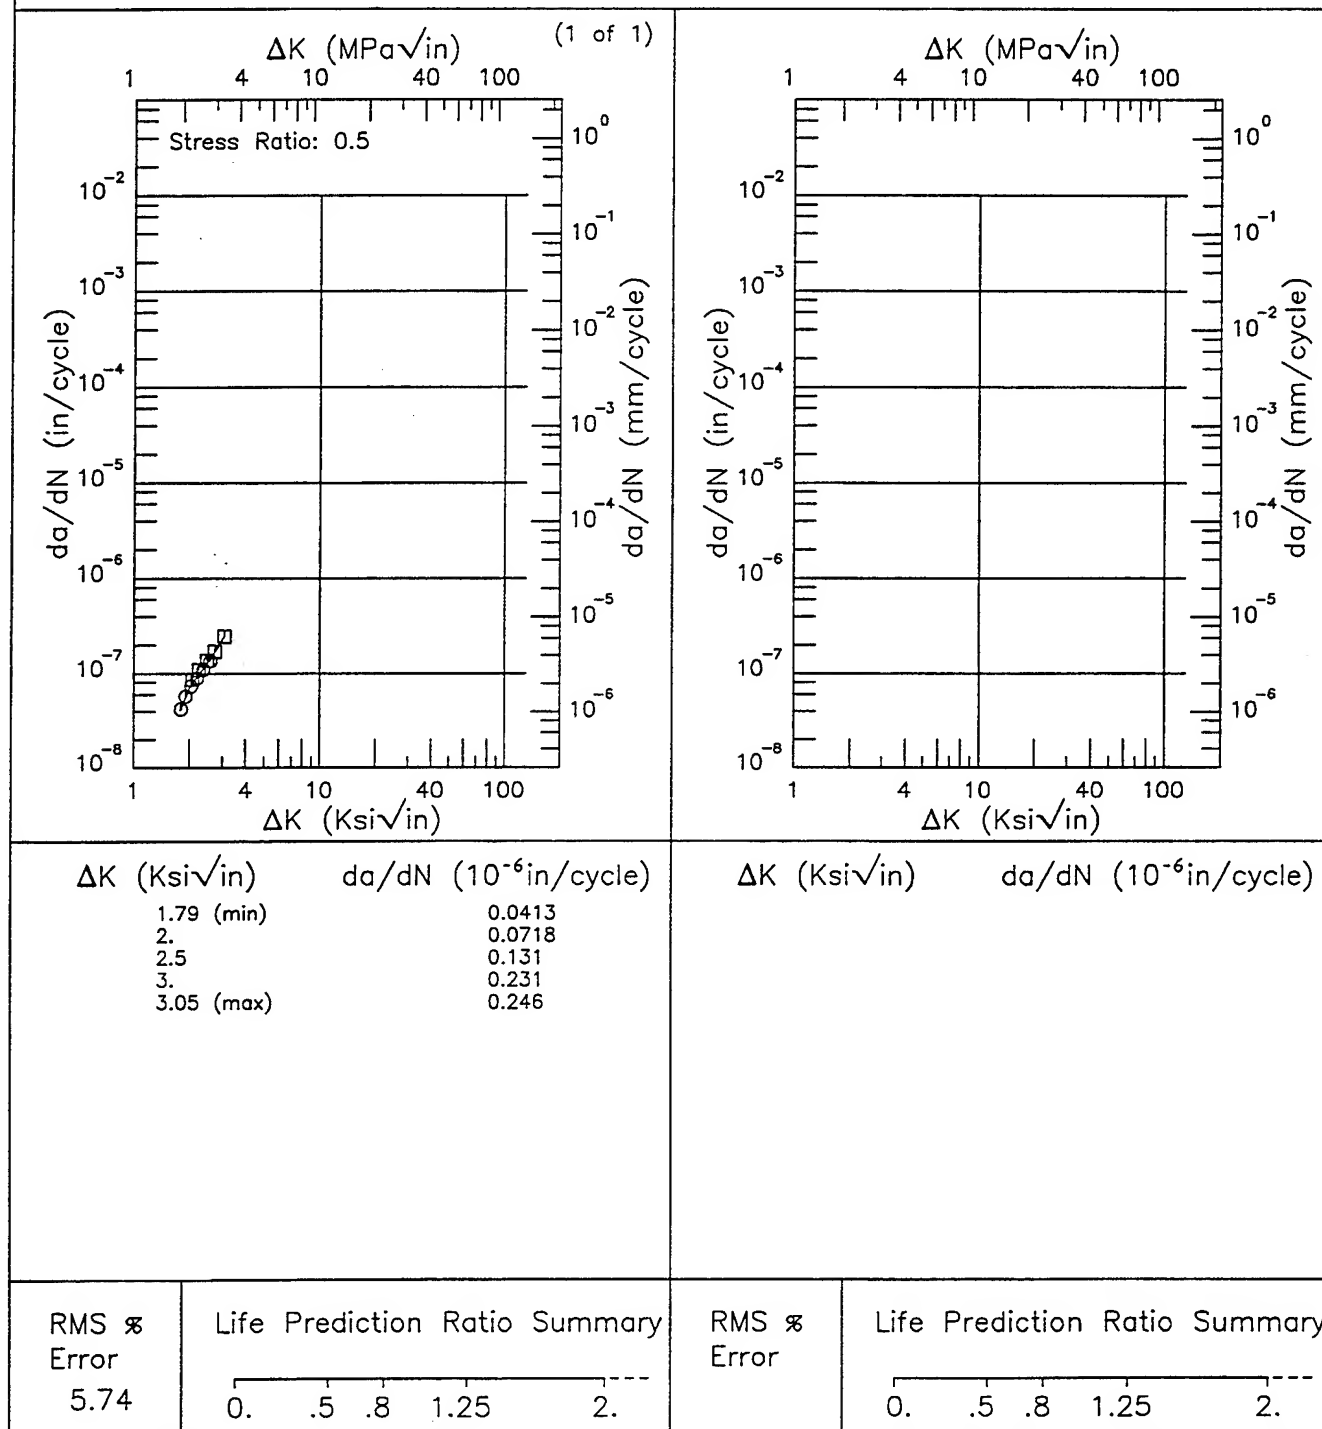 (1 of 1)
ΔK (MPa√in)
1 4 10 40 100
Stress Ratio: 0.5
da/dN (in/cycle)
10⁻²
10⁻³
10⁻⁴
10⁻⁵
10⁻⁶
10⁻⁷
10⁻⁸
10⁰
10⁻¹
10⁻²
10⁻³
10⁻⁴
10⁻⁵
10⁻⁶
da/dN (mm/cycle)
1 4 10 40 100
ΔK (Ksi√in)
ΔK (MPa√in)
1 4 10 40 100
da/dN (in/cycle)
10⁻²
10⁻³
10⁻⁴
10⁻⁵
10⁻⁶
10⁻⁷
10⁻⁸
10⁰
10⁻¹
10⁻²
10⁻³
10⁻⁴
10⁻⁵
10⁻⁶
da/dN (mm/cycle)
1 4 10 40 100
ΔK (Ksi√in)
ΔK (Ksi√in) da/dN (10⁻⁶in/cycle)
1.79 (min) 0.0413
2. 0.0718
2.5 0.131
3. 0.231
3.05 (max) 0.246
ΔK (Ksi√in) da/dN (10⁻⁶in/cycle)
RMS %
Error
5.74
Life Prediction Ratio Summary
0. .5 .8 1.25 2.
RMS %
Error
Life Prediction Ratio Summary
0. .5 .8 1.25 2.